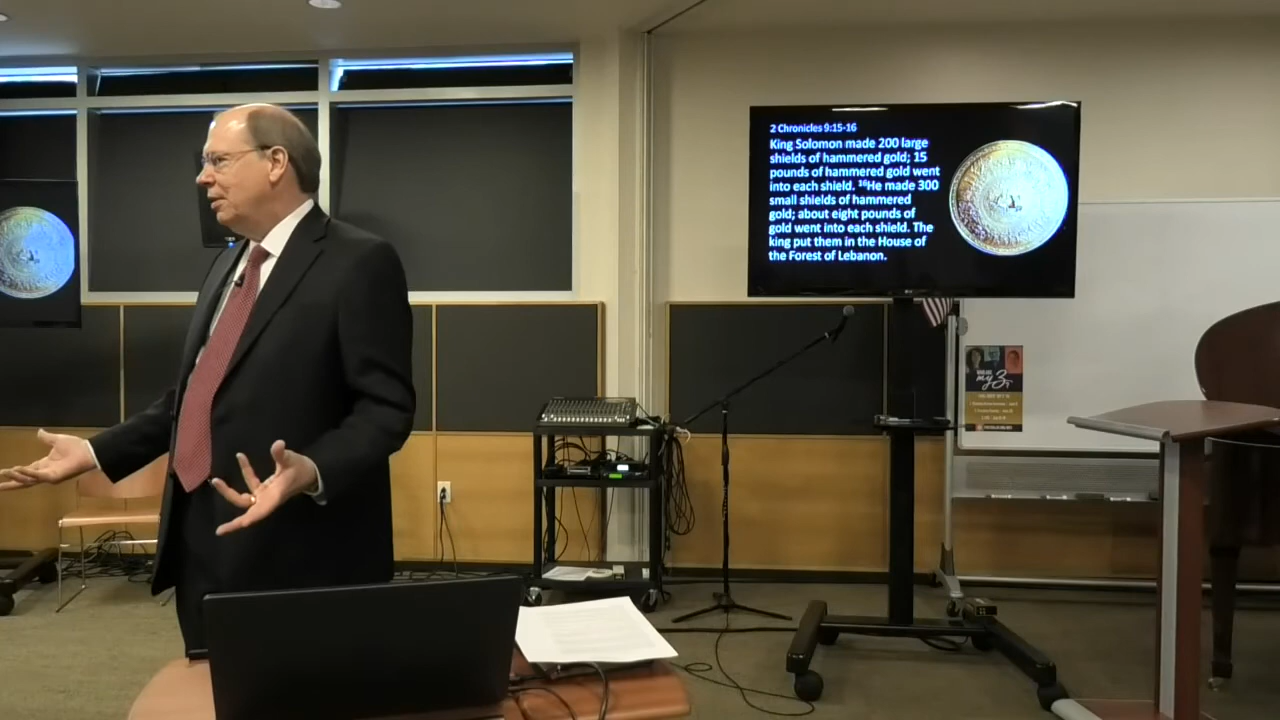 2 Chronicles 9:15-16
King Solomon made 200 large
shields of hammered gold; 15
pounds of hammered gold went
into each shield. ¹⁶He made 300
small shields of hammered
gold; about eight pounds of
gold went into each shield. The
king put them in the House of
the Forest of Lebanon.
my 3